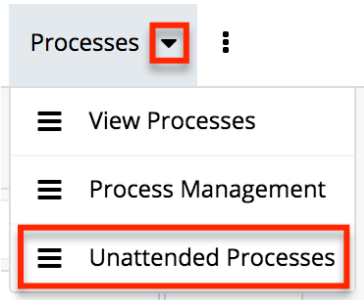 Processes
View Processes
Process Management
Unattended Processes